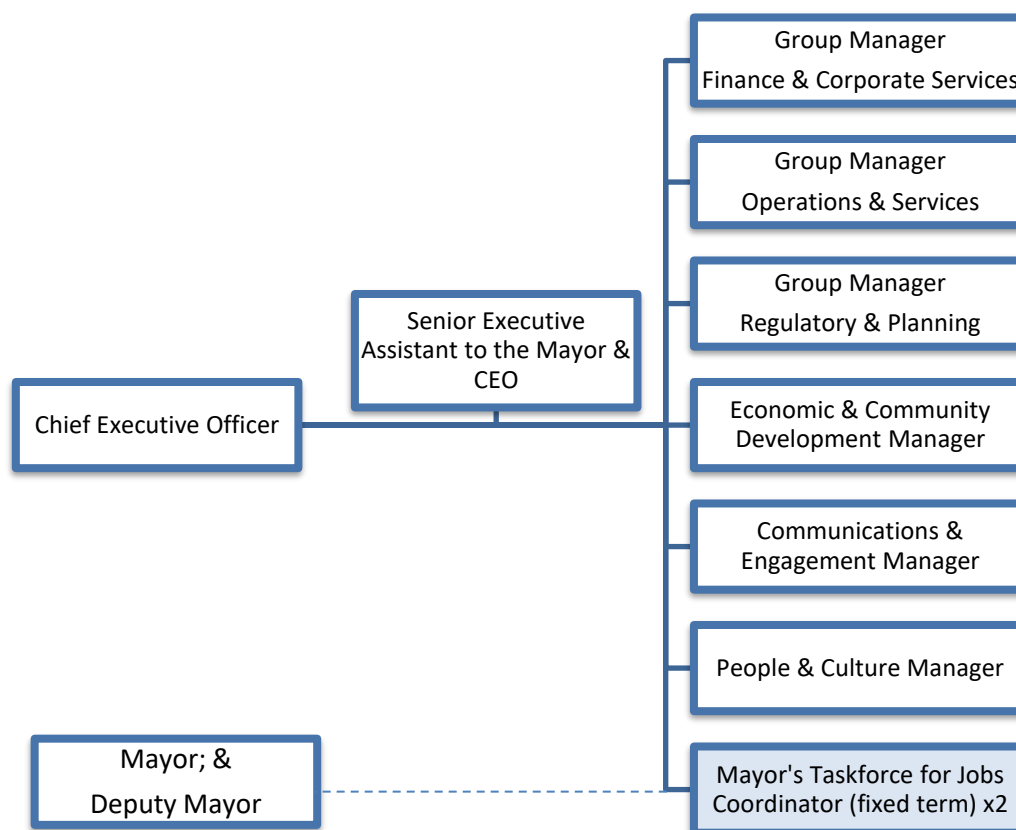 Group Manager
Finance & Corporate Services
Group Manager
Operations & Services
Group Manager
Regulatory & Planning
Senior Executive
Assistant to the Mayor &
CEO
Chief Executive Officer
Economic & Community
Development Manager
Communications &
Engagement Manager
People & Culture Manager
Mayor; &
Deputy Mayor
Mayor's Taskforce for Jobs
Coordinator (fixed term) x2